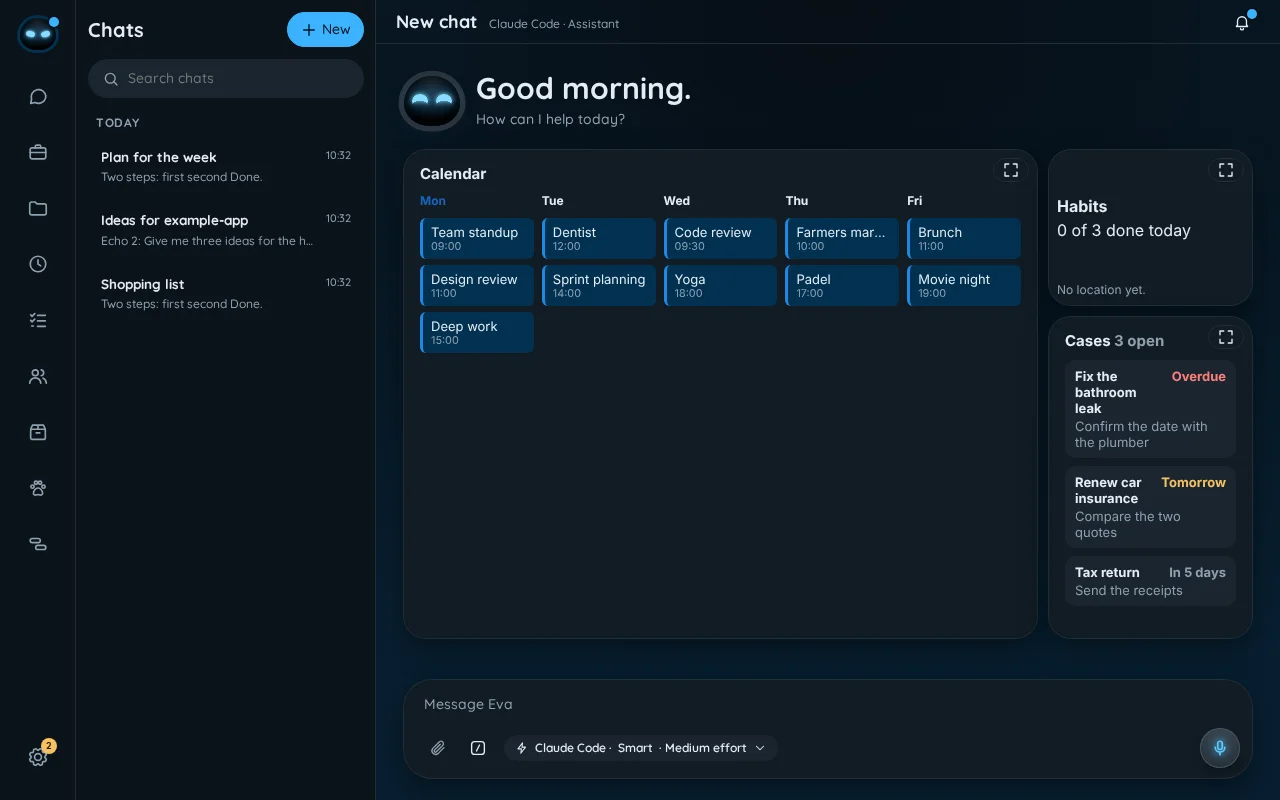 Chats
New
Search chats
TODAY
Plan for the week 10:32
Two steps: first second Done.
Ideas for example-app 10:32
Echo 2: Give me three ideas for the h...
Shopping list 10:32
Two steps: first second Done.
2
New chat Claude Code · Assistant
Good morning.
How can I help today?
Calendar
Mon Tue Wed Thu Fri
Team standup Dentist Code review Farmers mar... Brunch
09:00 12:00 09:30 10:00 11:00
Design review Sprint planning Yoga Padel Movie night
11:00 14:00 18:00 17:00 19:00
Deep work
15:00
Habits
0 of 3 done today
No location yet.
Cases 3 open
Fix the Overdue
bathroom
leak
Confirm the date with
the plumber
Renew car Tomorrow
insurance
Compare the two
quotes
Tax return In 5 days
Send the receipts
Message Eva
Claude Code · Smart · Medium effort